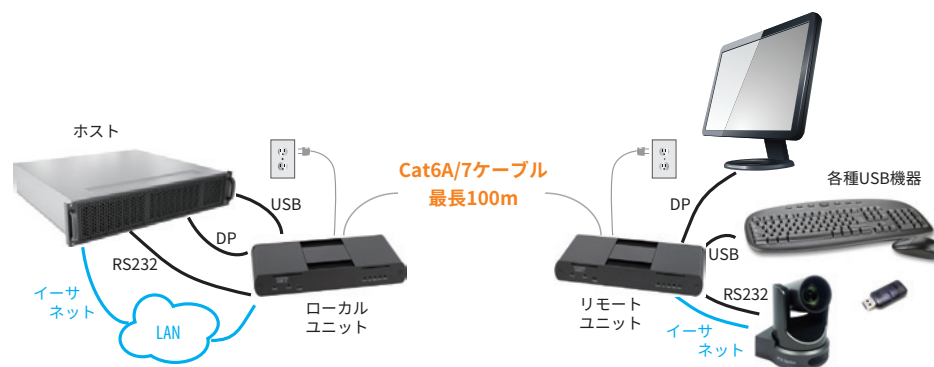 ホスト
USB
DP
RS232
イーサ
ネット
LAN
ローカル
ユニット
Cat6A/7ケーブル
最長100m
リモート
ユニット
DP
USB
RS232
イーサ
ネット
各種USB機器